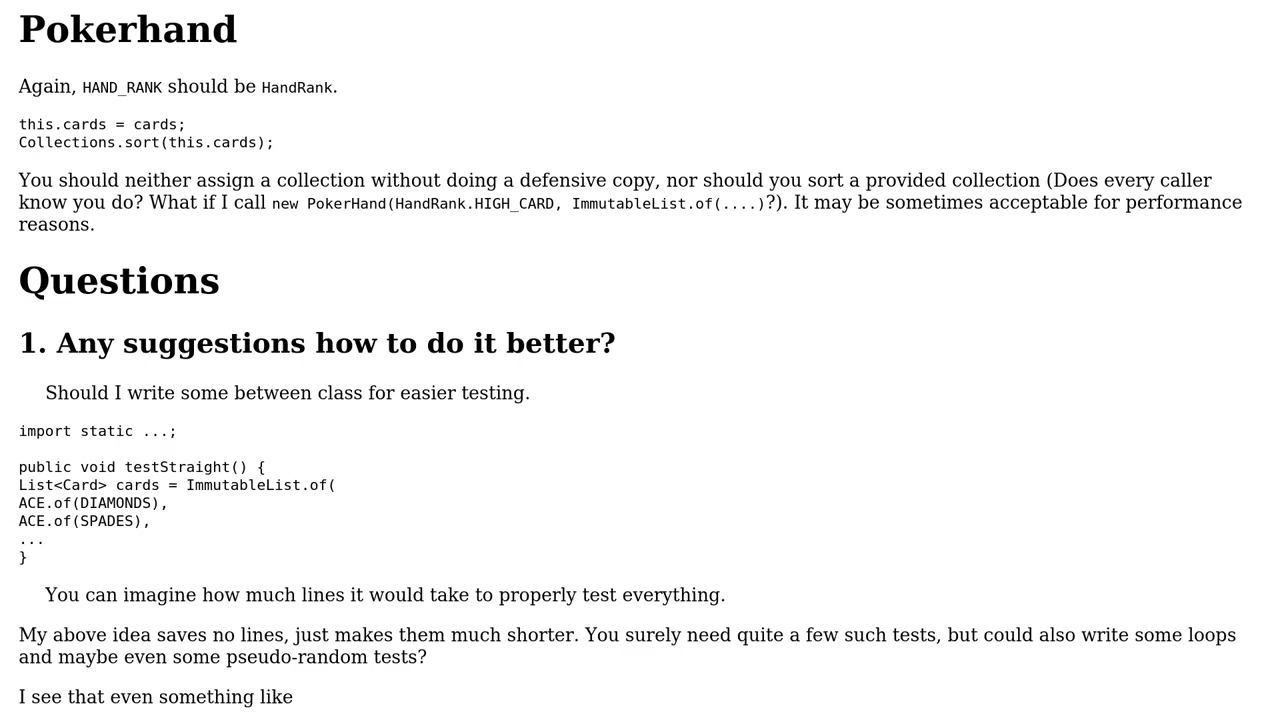 Pokerhand
Again, HAND_RANK should be HandRank.
this.cards = cards;
Collections.sort(this.cards);
You should neither assign a collection without doing a defensive copy, nor should you sort a provided collection (Does every caller
know you do? What if I call new PokerHand(HandRank.HIGH_CARD, ImmutableList.of(....)?). It may be sometimes acceptable for performance
reasons.
Questions
1. Any suggestions how to do it better?
Should I write some between class for easier testing.
import static ...;
public void testStraight() {
List<Card> cards = ImmutableList.of(
ACE.of(DIAMONDS),
ACE.of(SPADES),
...
}
You can imagine how much lines it would take to properly test everything.
My above idea saves no lines, just makes them much shorter. You surely need quite a few such tests, but could also write some loops
and maybe even some pseudo-random tests?
I see that even something like